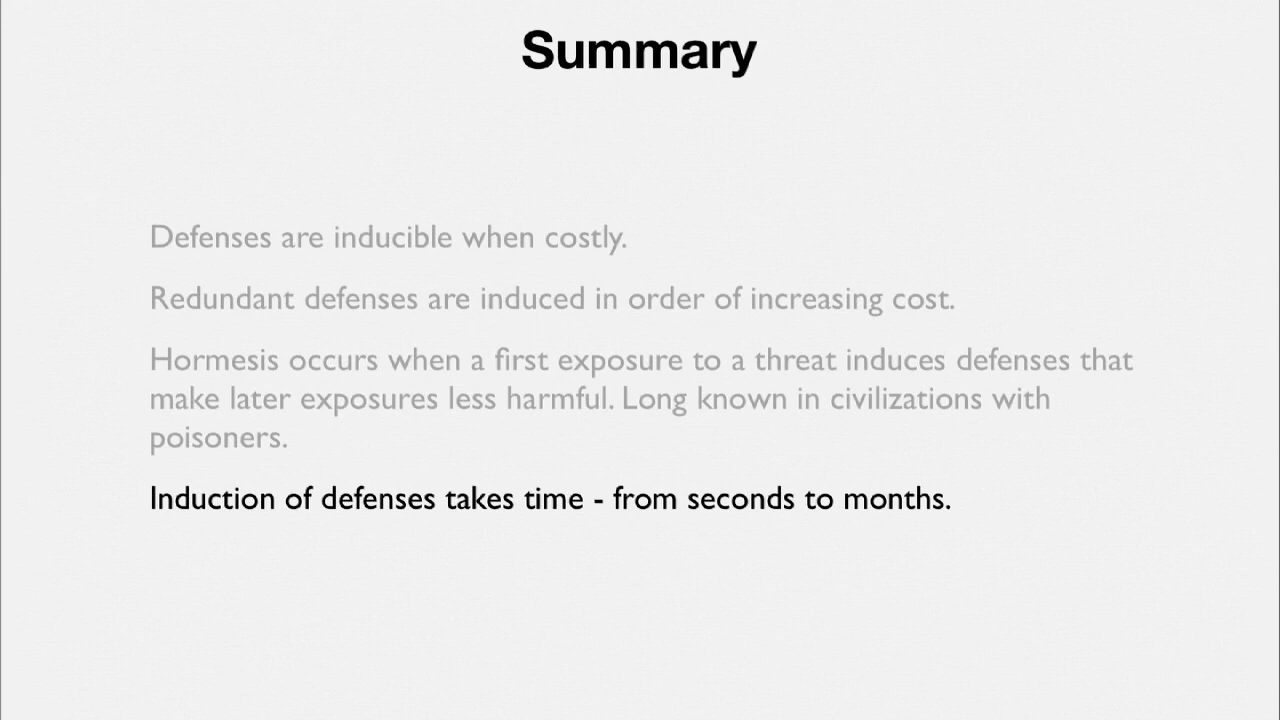 Summary
Defenses are inducible when costly.
Redundant defenses are induced in order of increasing cost.
Hormesis occurs when a first exposure to a threat induces defenses that
make later exposures less harmful. Long known in civilizations with
poisoners.
Induction of defenses takes time - from seconds to months.